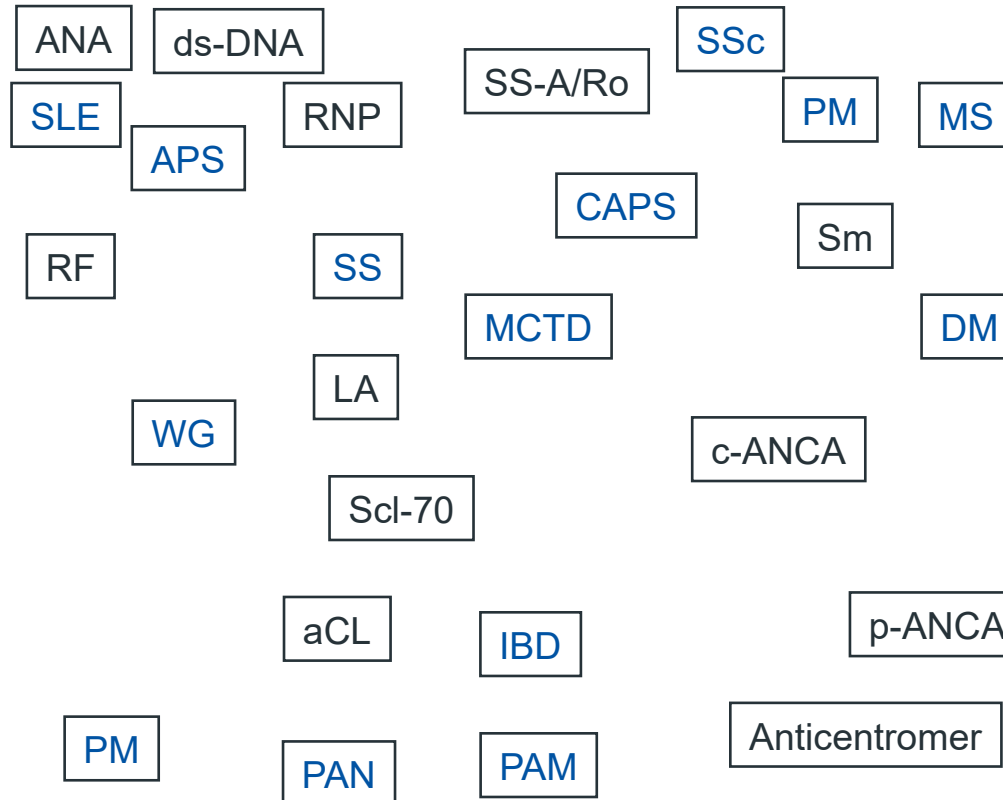 ANA
ds-DNA
SSc
SS-A/Ro
SLE
RNP
PM
MS
APS
CAPS
Sm
RF
SS
MCTD
DM
LA
WG
c-ANCA
Scl-70
aCL
IBD
p-ANCA
PM
PAN
PAM
Anticentromer